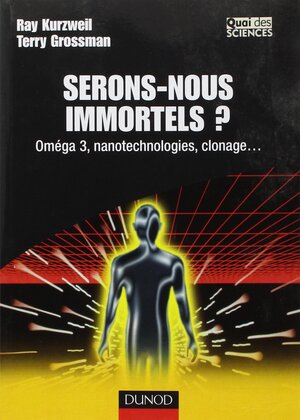 Ray Kurzweil
Terry Grossman
Quai des
SCIENCES
SERONS-NOUS
IMMORTELS ?
Oméga 3, nanotechnologies, clonage…
DUNOD